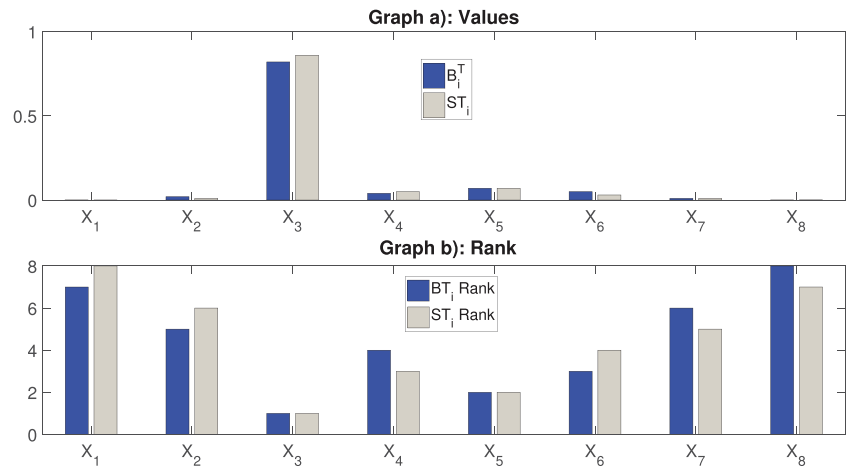 Graph a): Values
1
0.5
0
B_i^T
ST_i
X_1 X_2 X_3 X_4 X_5 X_6 X_7 X_8
Graph b): Rank
8
6
4
2
0
BT_i Rank
ST_i Rank
X_1 X_2 X_3 X_4 X_5 X_6 X_7 X_8